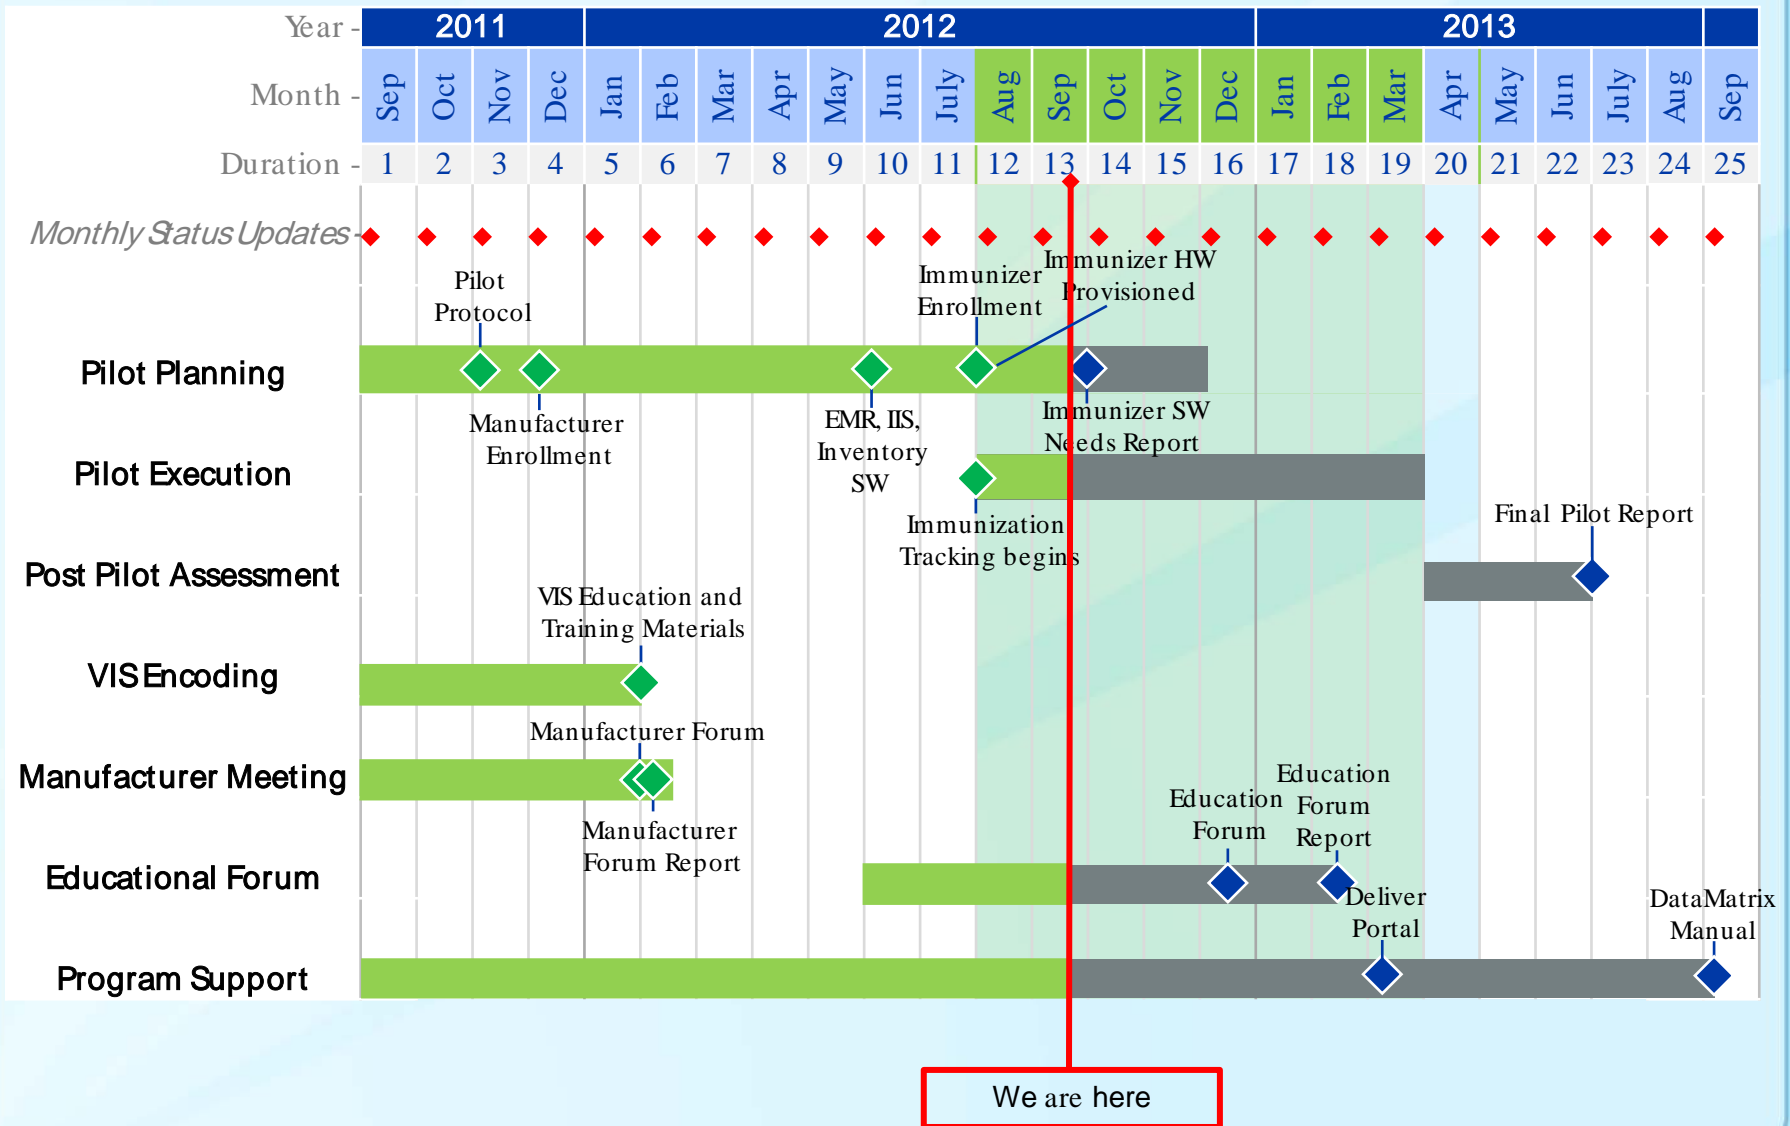 Year - 2011 2012 2013
Month - Sep Oct Nov Dec Jan Feb Mar Apr May Jun July Aug Sep Oct Nov Dec Jan Feb Mar Apr May Jun July Aug Sep
Duration - 1 2 3 4 5 6 7 8 9 10 11 12 13 14 15 16 17 18 19 20 21 22 23 24 25
Monthly Status Updates -
Pilot
Protocol
Immunizer
Enrollment
Immunizer HW
Provisioned
Pilot Planning
Manufacturer
Enrollment
EMR, IIS,
Inventory
SW
Immunizer SW
Needs Report
Pilot Execution
Immunization
Tracking begins
Final Pilot Report
Post Pilot Assessment
VIS Education and
Training Materials
VIS Encoding
Manufacturer Forum
Manufacturer Meeting
Manufacturer
Forum Report
Education
Forum
Education
Forum
Report
Educational Forum
Deliver
Portal
DataMatrix
Manual
Program Support
We are here